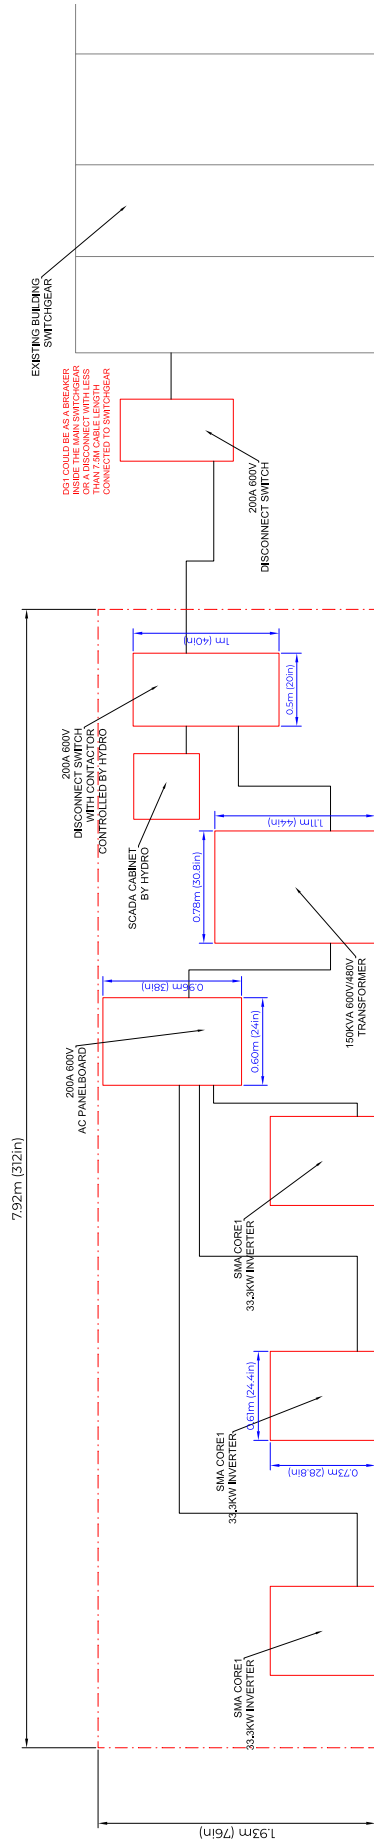 EXISTING BUILDING
SWITCHGEAR
DG1 COULD BE AS A BREAKER
INSIDE THE MAIN SWITCHGEAR
OR A DISCONNECT WITH LESS
THAN 7.5M CABLE LENGTH
CONNECTED TO SWITCHGEAR
200A 600V
DISCONNECT SWITCH
1m (40in)
0.5m (20in)
200A 600V
DISCONNECT SWITCH
WITH CONTACTOR
CONTROLLED BY HYDRO
SCADA CABINET
BY HYDRO
1.11m (44in)
0.78m (30.8in)
150KVA 600V/480V
TRANSFORMER
0.96m (38in)
0.60m (24in)
200A 600V
AC PANELBOARD
7.92m (312in)
SMA CORE1
33.3KW INVERTER
0.61m (24.4in)
0.73m (28.8in)
SMA CORE1
33.3KW INVERTER
SMA CORE1
33.3KW INVERTER
1.93m (76in)